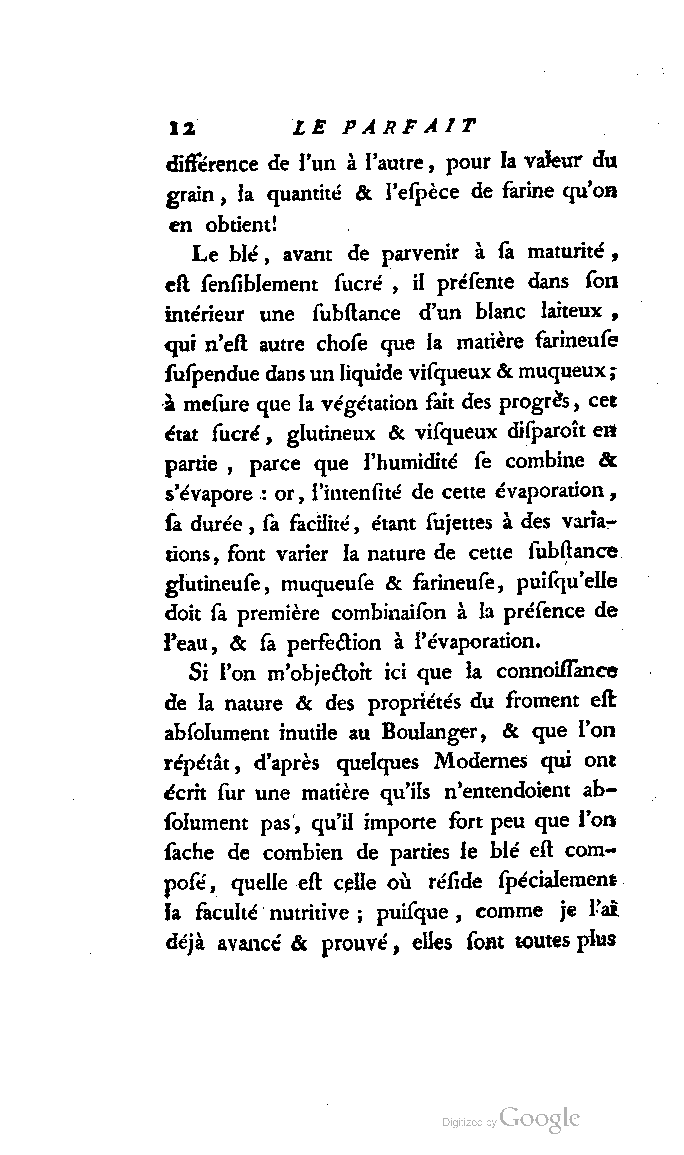 12 LE PARFAIT
différence de l'un à l'autre, pour la valeur du
grain, la quantité & l'eſpèce de farine qu'on
en obtient!
Le blé, avant de parvenir à ſa maturité,
eſt ſenſiblement ſucré, il préſente dans ſon
intérieur une ſubſtance d'un blanc laiteux,
qui n'eſt autre choſe que la matière farineuſe
ſuſpendue dans un liquide viſqueux & muqueux;
à meſure que la végétation fait des progrès, cet
état ſucré, glutineux & viſqueux diſparoît en
partie, parce que l'humidité ſe combine &
s'évapore : or, l'intenſité de cette évaporation,
ſa durée, ſa facilité, étant ſujettes à des varia-
tions, font varier la nature de cette ſubſtance
glutineuſe, muqueuſe & farineuſe, puiſqu'elle
doit ſa première combinaiſon à la préſence de
l'eau, & ſa perfection à l'évaporation.
Si l'on m'objectoit ici que la connoiſſance
de la nature & des propriétés du froment eſt
abſolument inutile au Boulanger, & que l'on
répétât, d'après quelques Modernes qui ont
écrit ſur une matière qu'ils n'entendoient ab-
ſolument pas, qu'il importe fort peu que l'on
ſache de combien de parties le blé eſt com-
poſé, quelle eſt celle où réſide ſpécialement
la faculté nutritive ; puiſque, comme je l'ai
déjà avancé & prouvé, elles ſont toutes plus
Digitized by Google